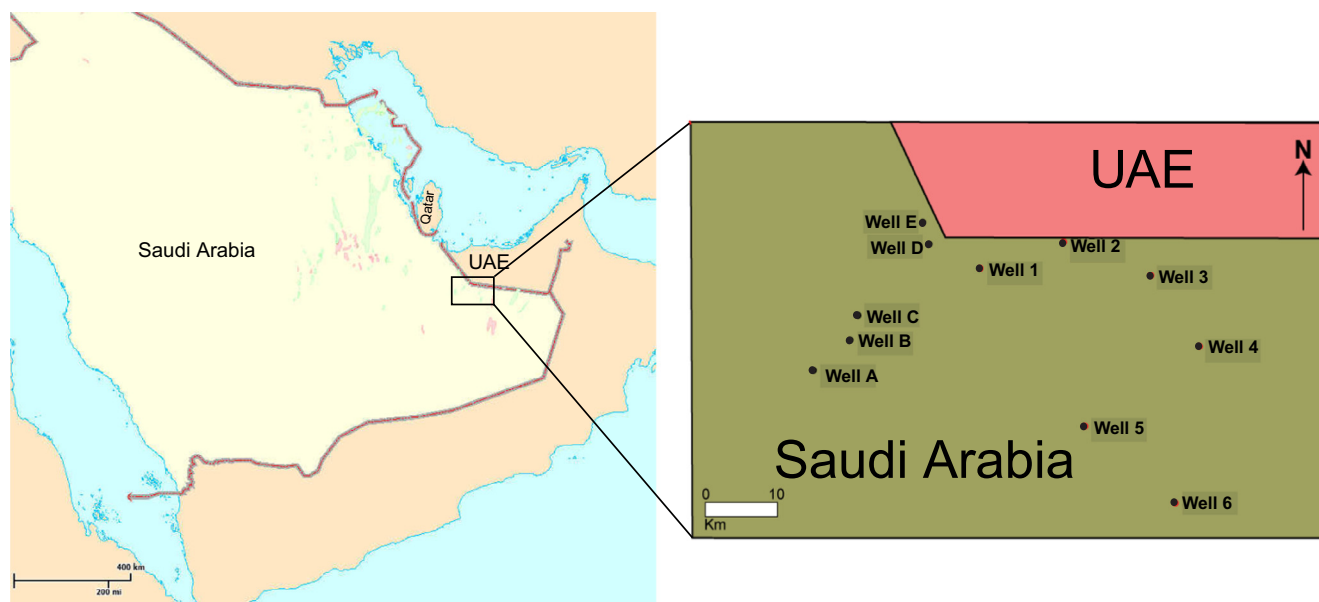 Saudi Arabia
Qatar
UAE
400 km
200 mi
UAE
N
Well E
Well D
Well 2
Well 1
Well 3
Well C
Well B
Well 4
Well A
Well 5
Saudi Arabia
0 10
Km
Well 6